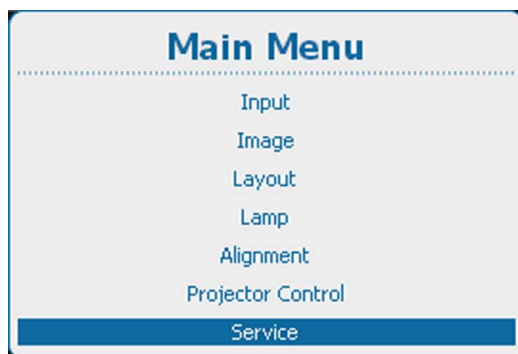 Main Menu
Input
Image
Layout
Lamp
Alignment
Projector Control
Service